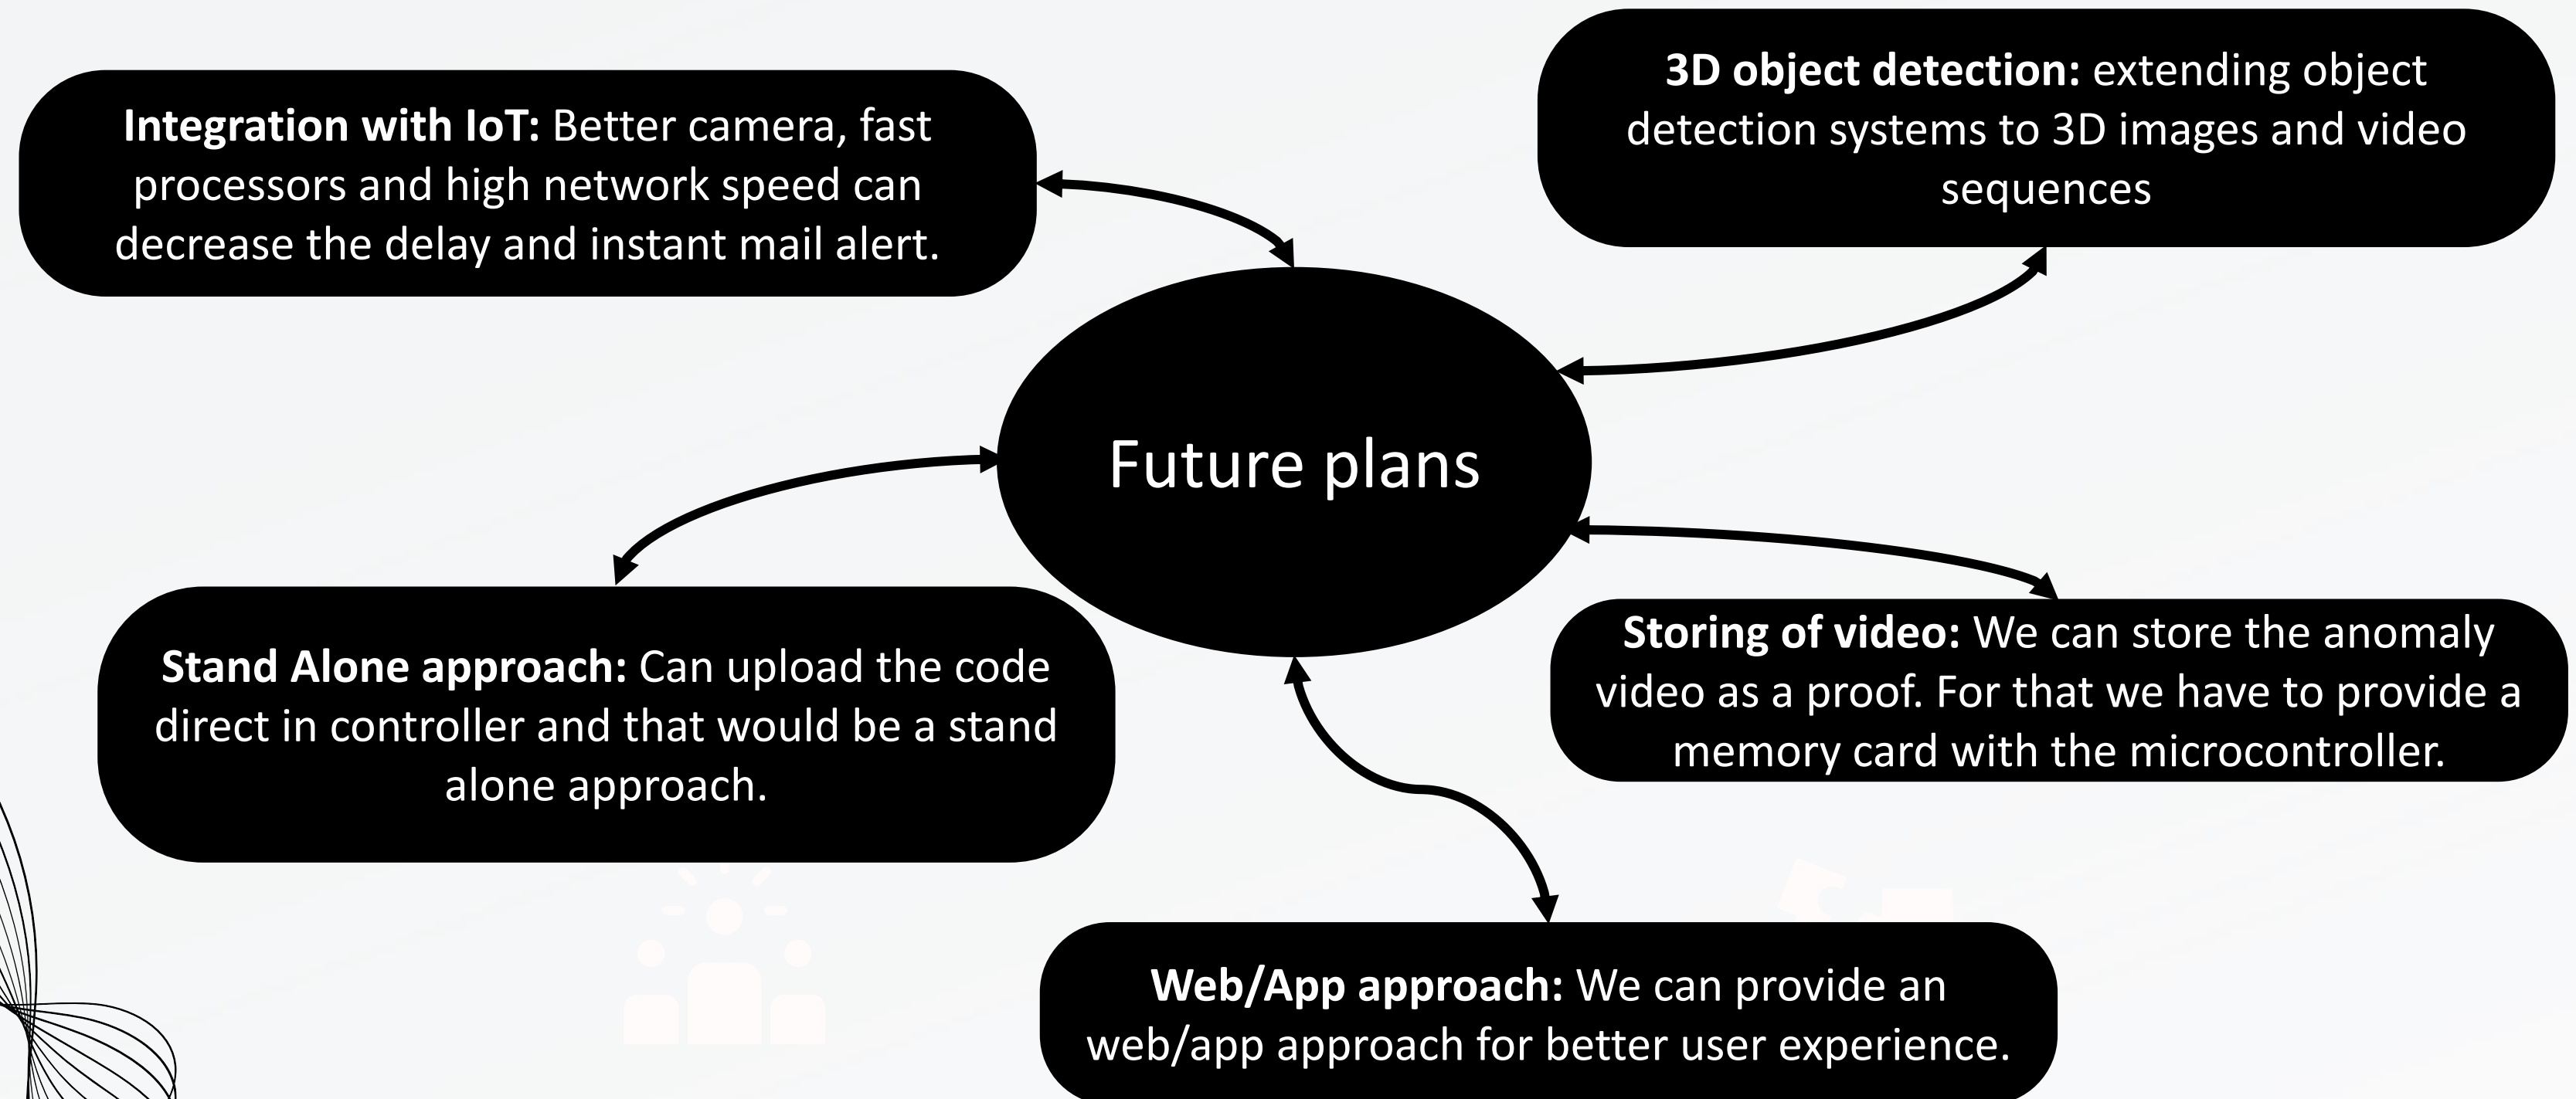 Integration with IoT: Better camera, fast
processors and high network speed can
decrease the delay and instant mail alert.
3D object detection: extending object
detection systems to 3D images and video
sequences
Future plans
Stand Alone approach: Can upload the code
direct in controller and that would be a stand
alone approach.
Storing of video: We can store the anomaly
video as a proof. For that we have to provide a
memory card with the microcontroller.
Web/App approach: We can provide an
web/app approach for better user experience.